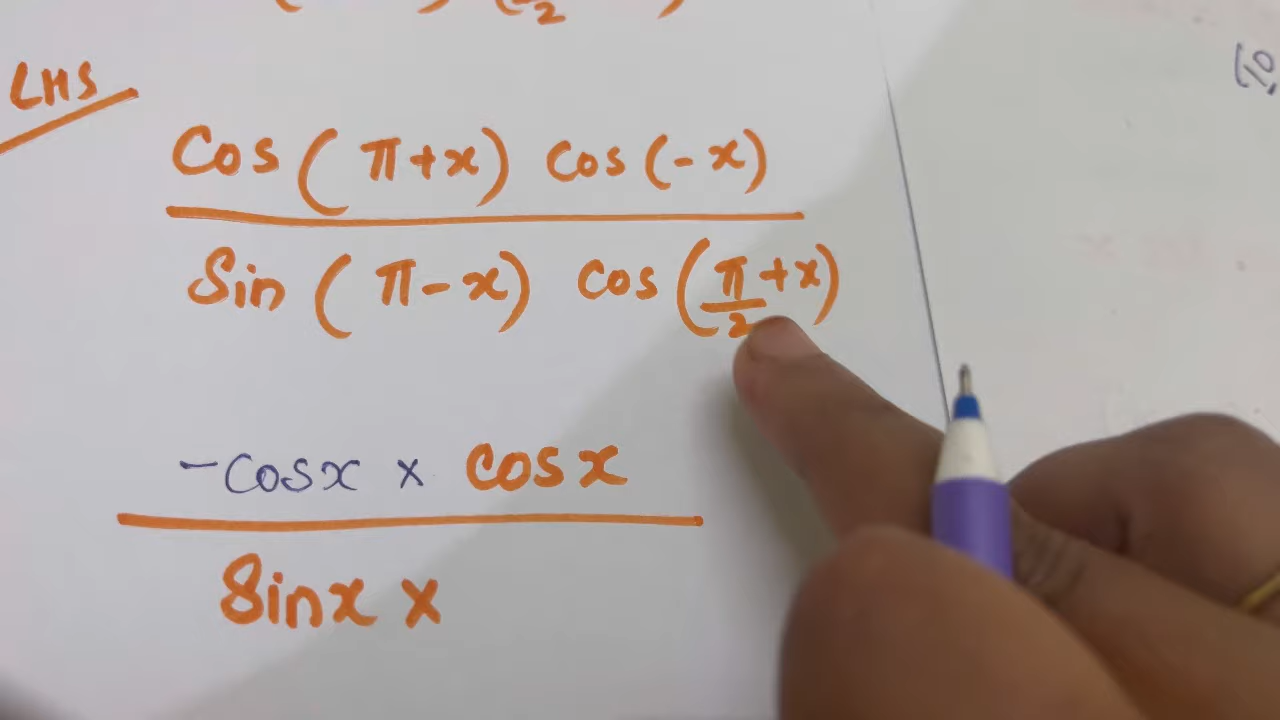 LHS
Cos ( π+x) Cos (- x)
Sin ( π- x) Cos (π/2 +x)
-Cosx × Cosx
Sinx ×